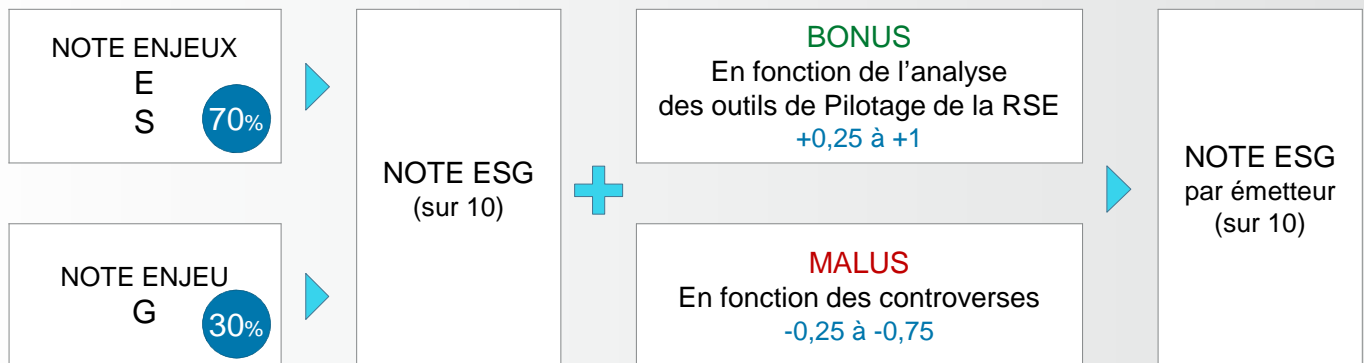 NOTE ENJEUX
E
S
70%
NOTE ENJEU
G
30%
NOTE ESG
(sur 10)
BONUS
En fonction de l’analyse
des outils de Pilotage de la RSE
+0,25 à +1
MALUS
En fonction des controverses
-0,25 à -0,75
NOTE ESG
par émetteur
(sur 10)